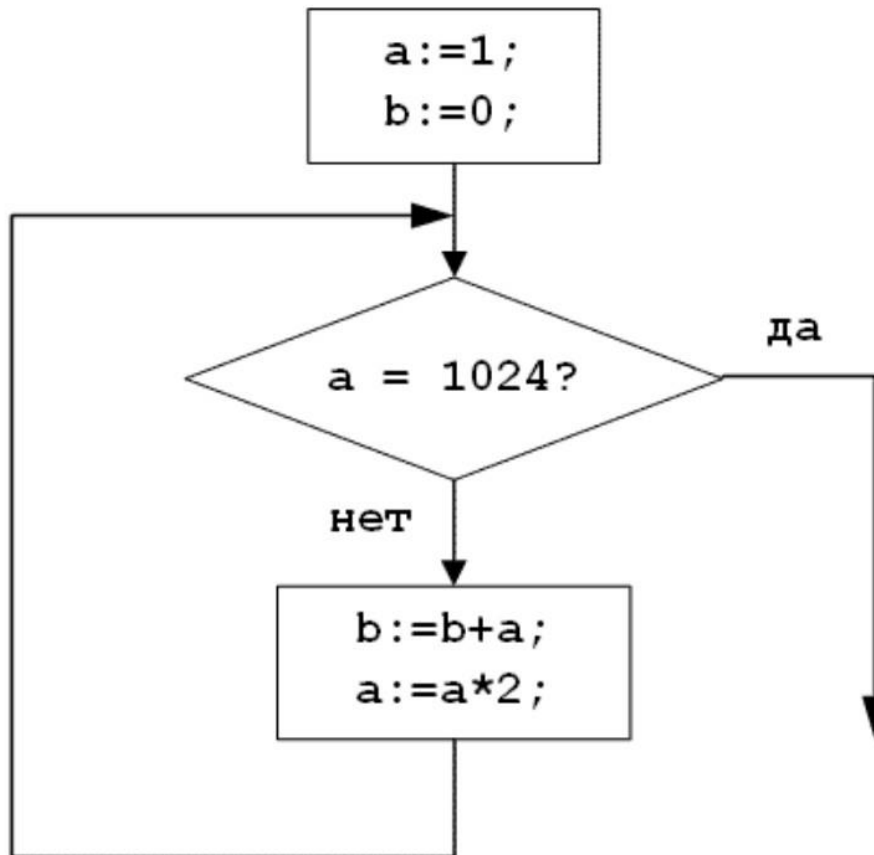 a:=1;
b:=0;
a = 1024?
да
нет
b:=b+a;
a:=a*2;